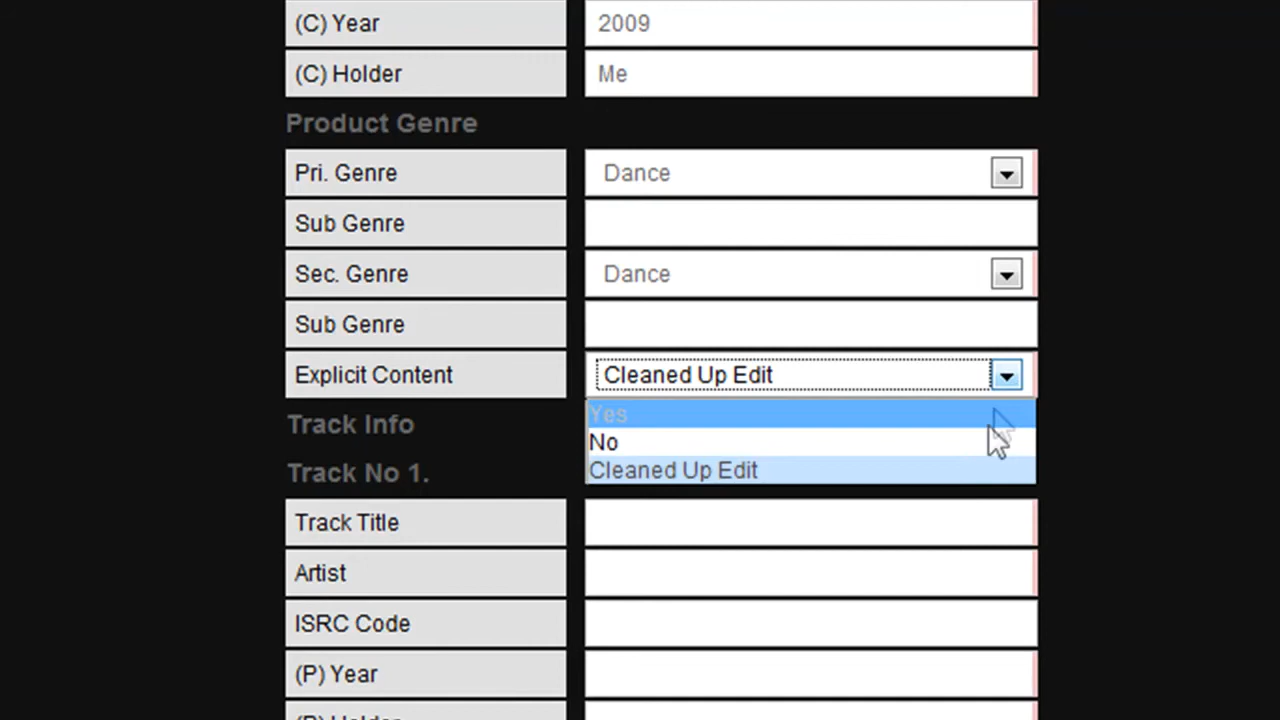 (C) Year 2009
(C) Holder Me
Product Genre
Pri. Genre Dance
Sub Genre
Sec. Genre Dance
Sub Genre
Explicit Content Cleaned Up Edit
Yes
No
Cleaned Up Edit
Track Info
Track No 1.
Track Title
Artist
ISRC Code
(P) Year